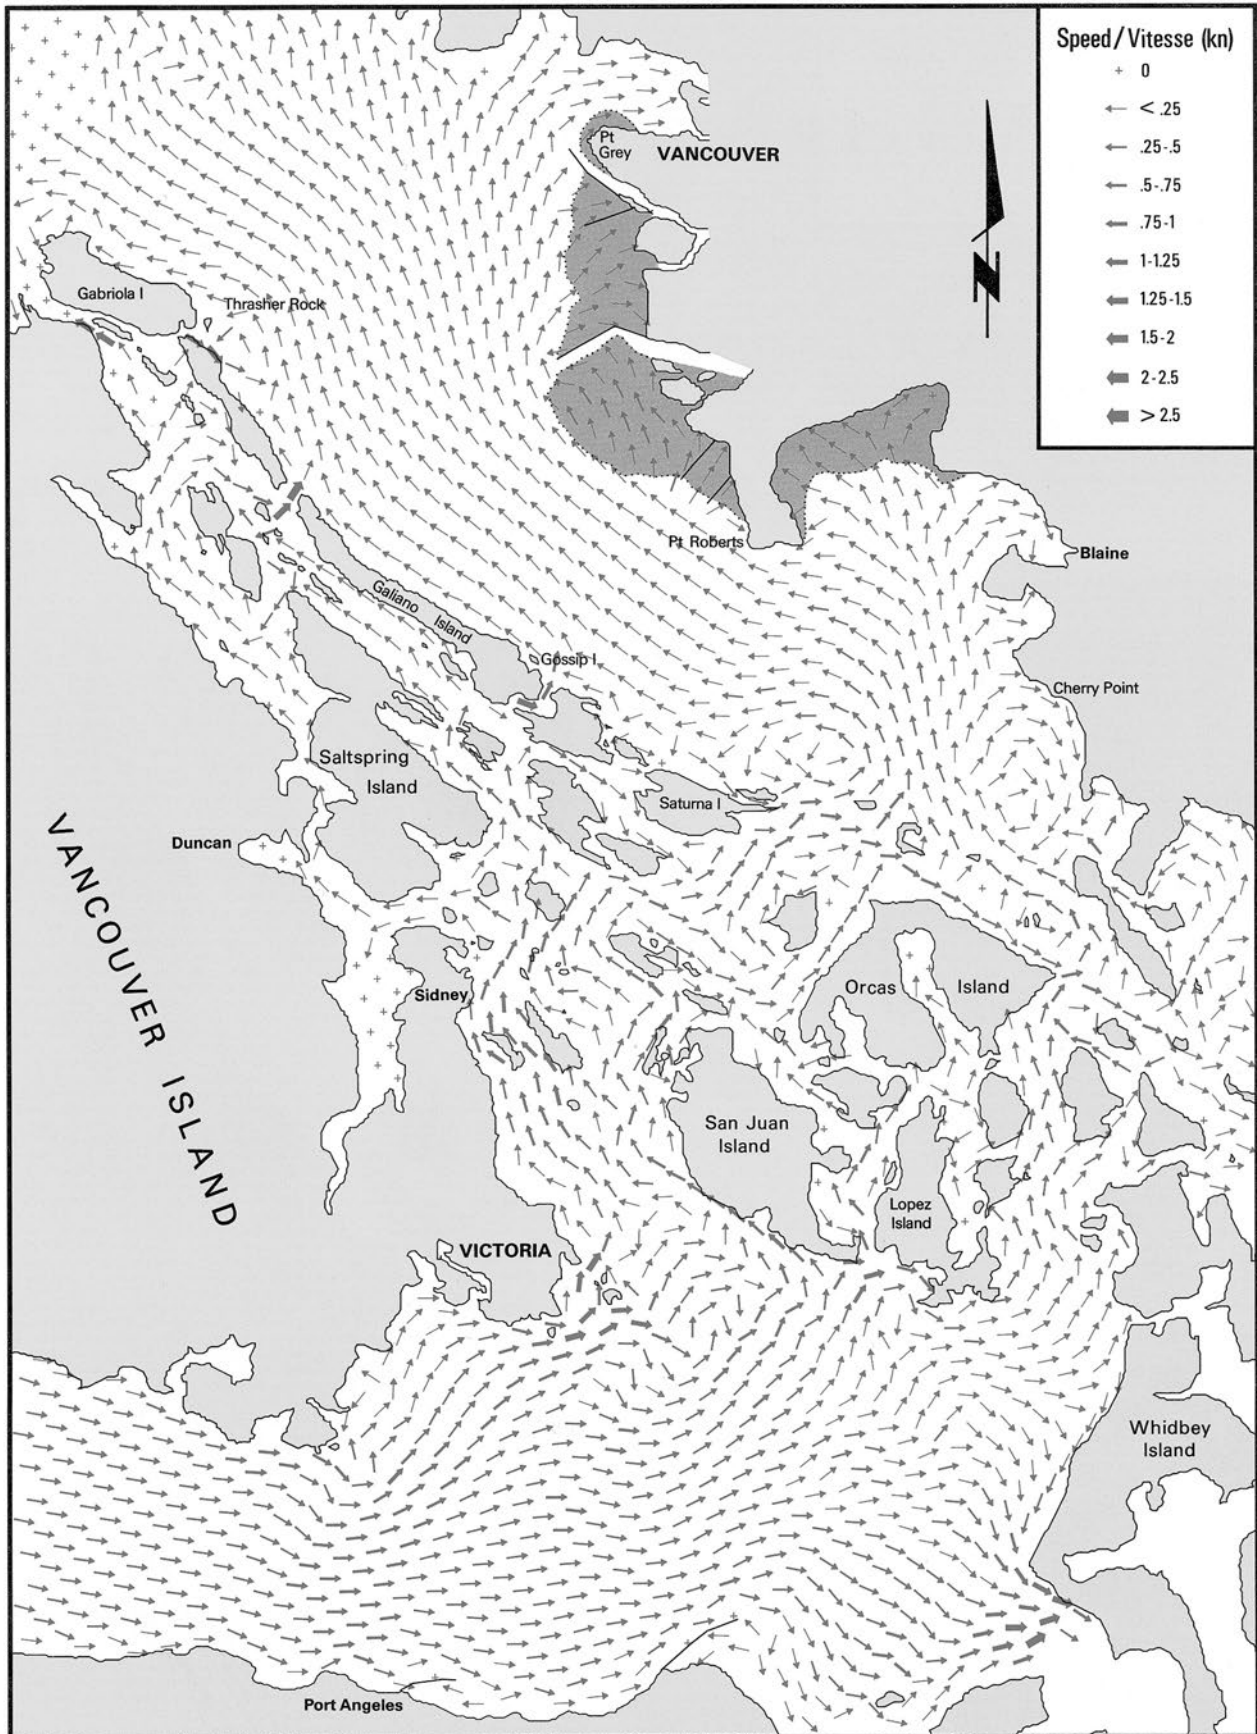 Speed/Vitesse (kn)
+ 0
< .25
.25-.5
.5-.75
.75-1
1-1.25
1.25-1.5
1.5-2
2-2.5
> 2.5
N
Pt
Grey
VANCOUVER
Gabriola I
Thrasher Rock
Pt Roberts
Blaine
Galiano Island
Gossip I
Cherry Point
Saltspring
Island
Saturna I
Duncan
VANCOUVER ISLAND
Sidney
Orcas Island
San Juan
Island
Lopez
Island
VICTORIA
Whidbey
Island
Port Angeles